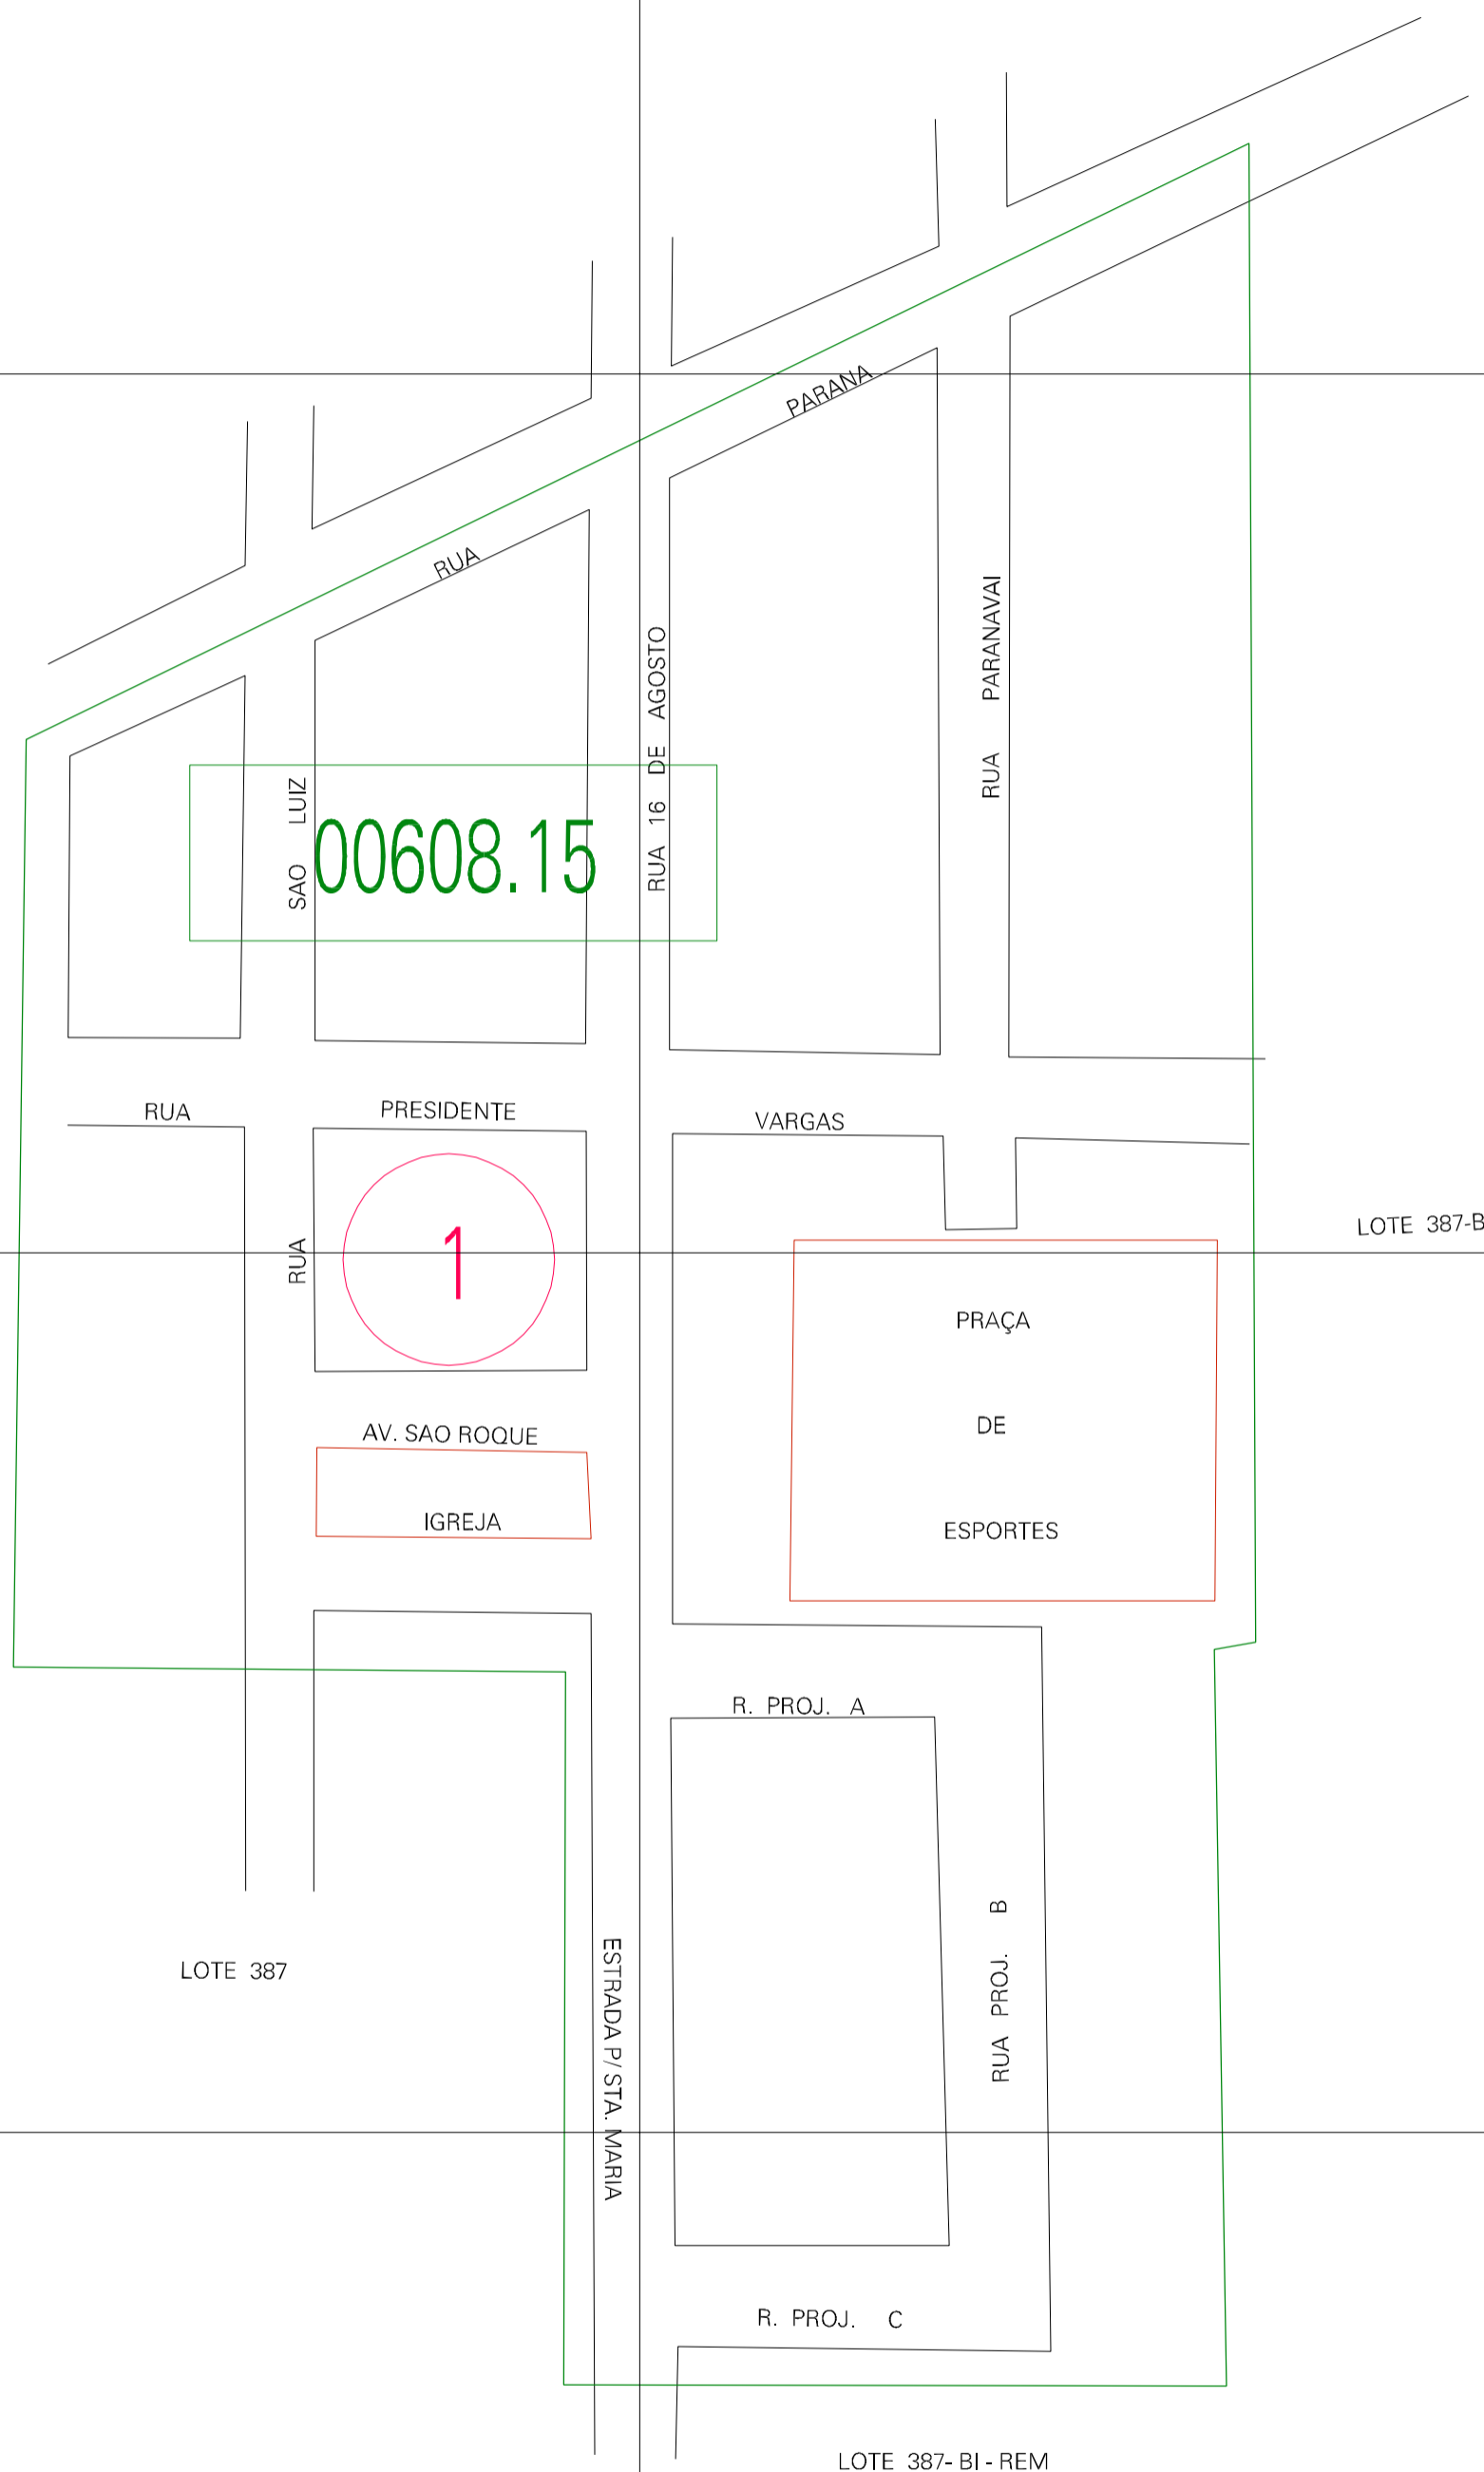 RUA PARANA
RUA PARANAVAI
RUA 16 DE AGOSTO
SAO LUIZ
00608.15
RUA PRESIDENTE VARGAS
LOTE 387-B
RUA
1
PRAÇA
DE
ESPORTES
AV. SAO ROQUE
IGREJA
R. PROJ. A
RUA PROJ. B
ESTRADA P/ STA. MARIA
LOTE 387
R. PROJ. C
LOTE 387- BI - REM